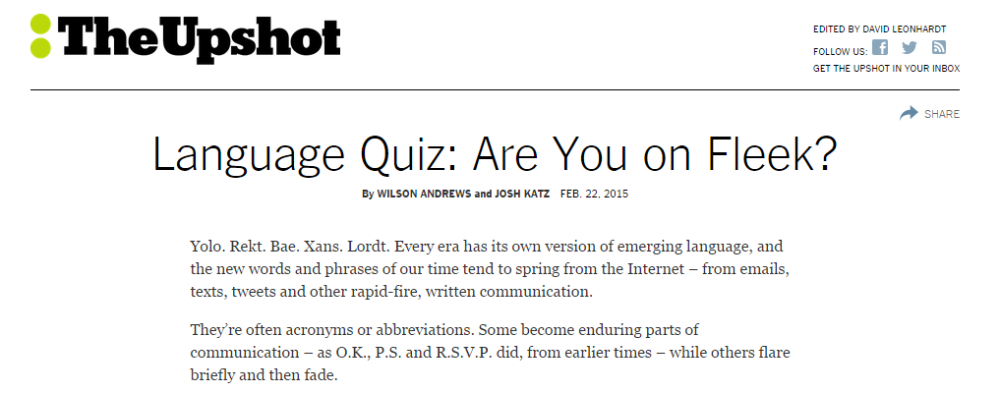 The Upshot
EDITED BY DAVID LEONHARDT
FOLLOW US:
GET THE UPSHOT IN YOUR INBOX
SHARE
Language Quiz: Are You on Fleek?
By WILSON ANDREWS and JOSH KATZ FEB. 22, 2015
Yolo. Rekt. Bae. Xans. Lordt. Every era has its own version of emerging language, and
the new words and phrases of our time tend to spring from the Internet – from emails,
texts, tweets and other rapid-fire, written communication.
They’re often acronyms or abbreviations. Some become enduring parts of
communication – as O.K., P.S. and R.S.V.P. did, from earlier times – while others flare
briefly and then fade.